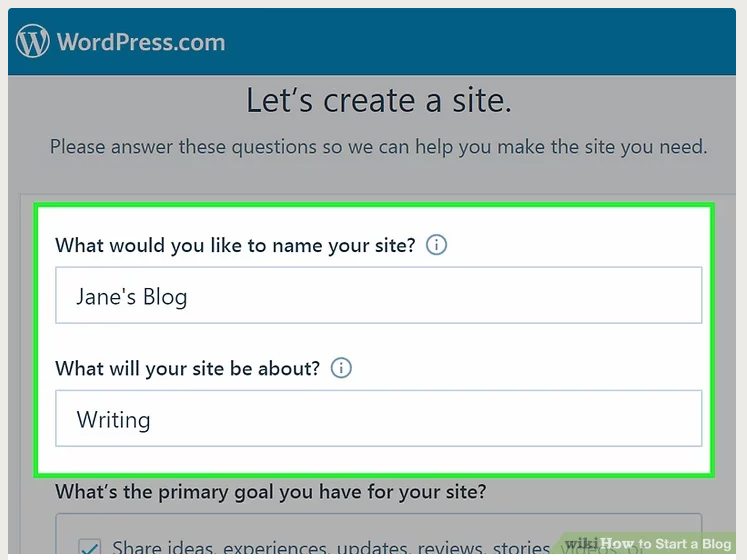 WordPress.com
Let's create a site.
Please answer these questions so we can help you make the site you need.
What would you like to name your site?
Jane's Blog
What will your site be about?
Writing
What's the primary goal you have for your site?
Share ideas, experiences, updates, reviews, stories, videos, or
wikiHow to Start a Blog